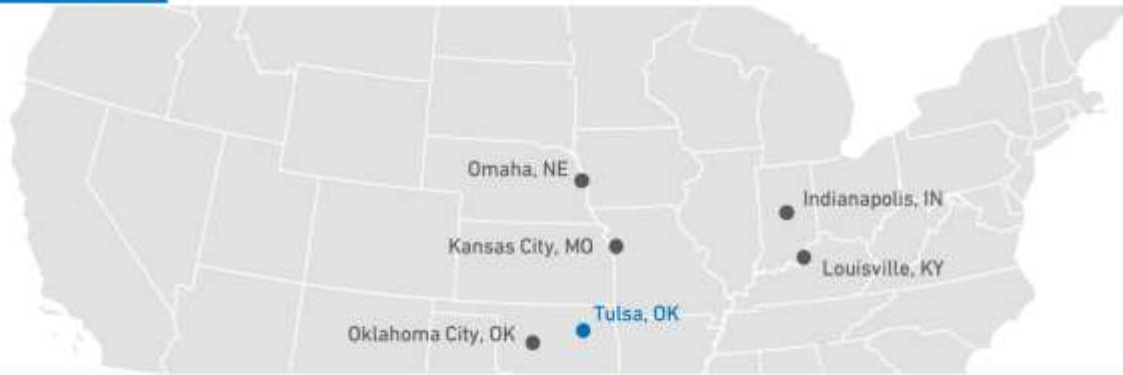 Omaha, NE
Indianapolis, IN
Kansas City, MO
Louisville, KY
Tulsa, OK
Oklahoma City, OK